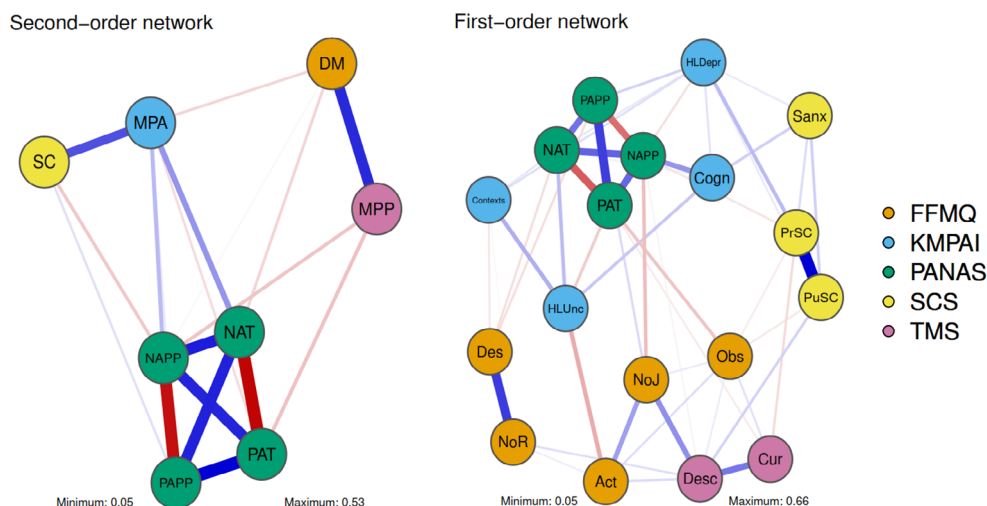 Second-order network
DM
MPA
SC
MPP
NAT
NAPP
PAT
PAPP
Minimum: 0.05
Maximum: 0.53
First-order network
HLDepr
PAPP
Sanx
NAT
NAPP
Cogn
Contexts
PAT
PrSC
PuSC
HLUnc
Des
Obs
NoJ
NoR
Cur
Desc
Act
Minimum: 0.05
Maximum: 0.66
FFMQ
KMPAI
PANAS
SCS
TMS